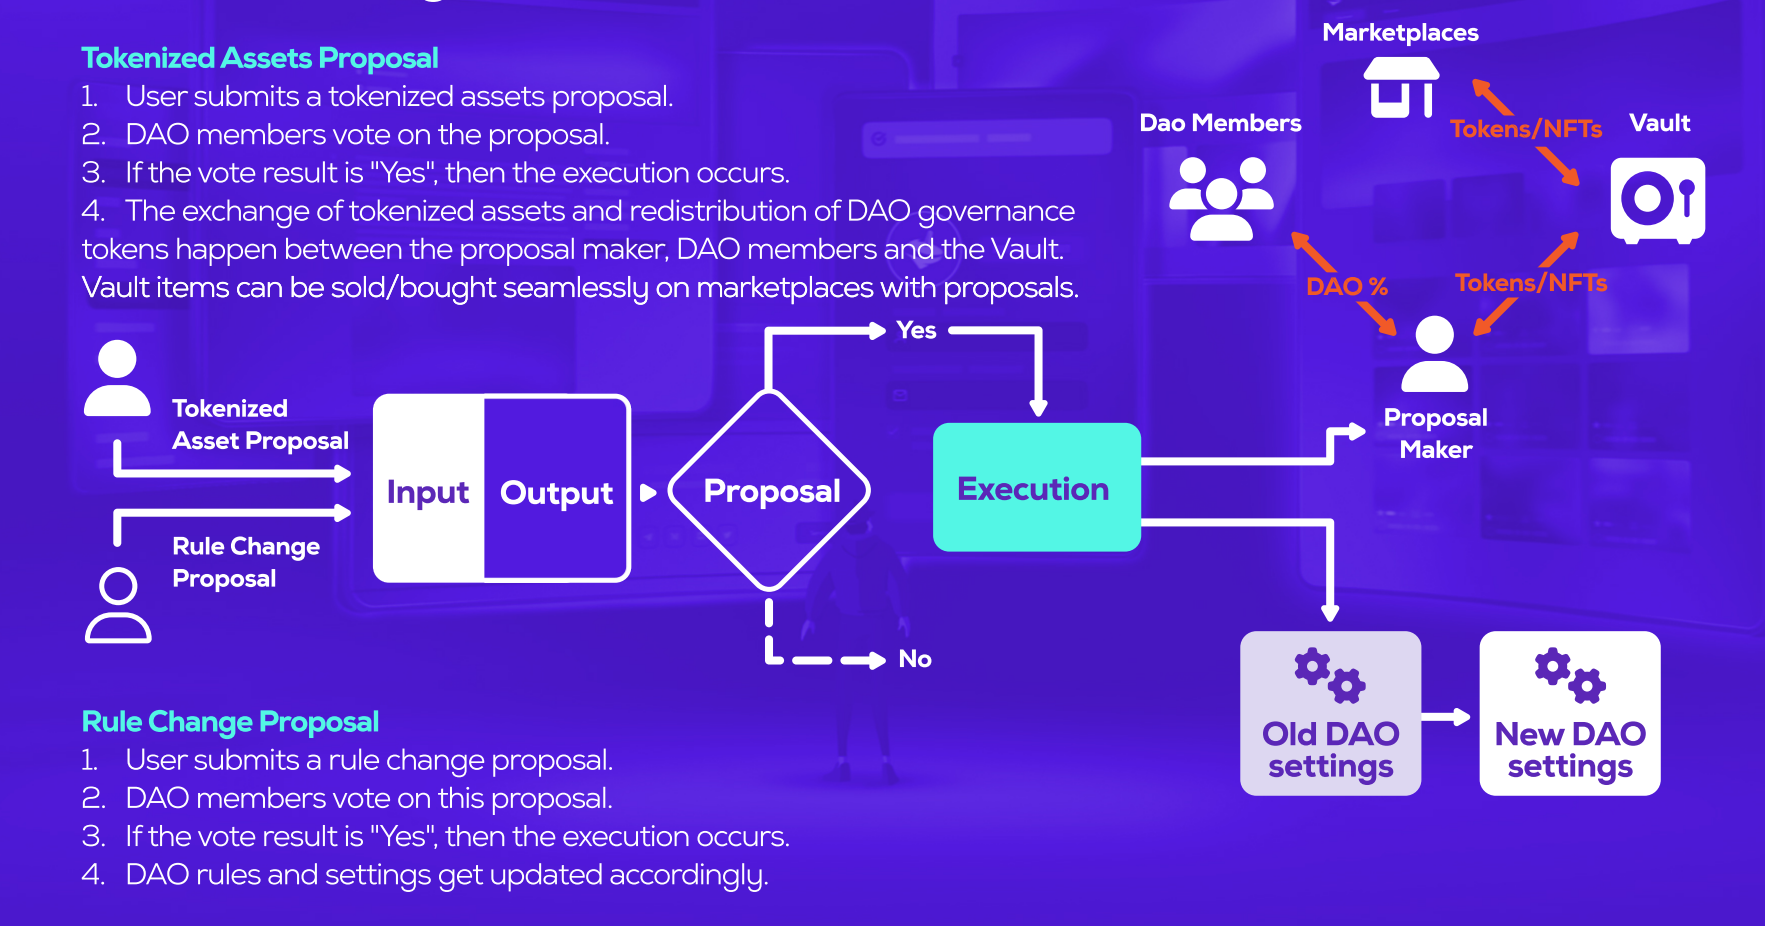 Tokenized Assets Proposal
1. User submits a tokenized assets proposal.
2. DAO members vote on the proposal.
3. If the vote result is "Yes", then the execution occurs.
4. The exchange of tokenized assets and redistribution of DAO governance
tokens happen between the proposal maker, DAO members and the Vault.
Vault items can be sold/bought seamlessly on marketplaces with proposals.
Marketplaces
Dao Members
Tokens/NFTs
Vault
DAO %
Tokens/NFTs
Proposal
Maker
Tokenized
Asset Proposal
Rule Change
Proposal
Input
Output
Proposal
Yes
No
Execution
Old DAO
settings
New DAO
settings
Rule Change Proposal
1. User submits a rule change proposal.
2. DAO members vote on this proposal.
3. If the vote result is "Yes", then the execution occurs.
4. DAO rules and settings get updated accordingly.